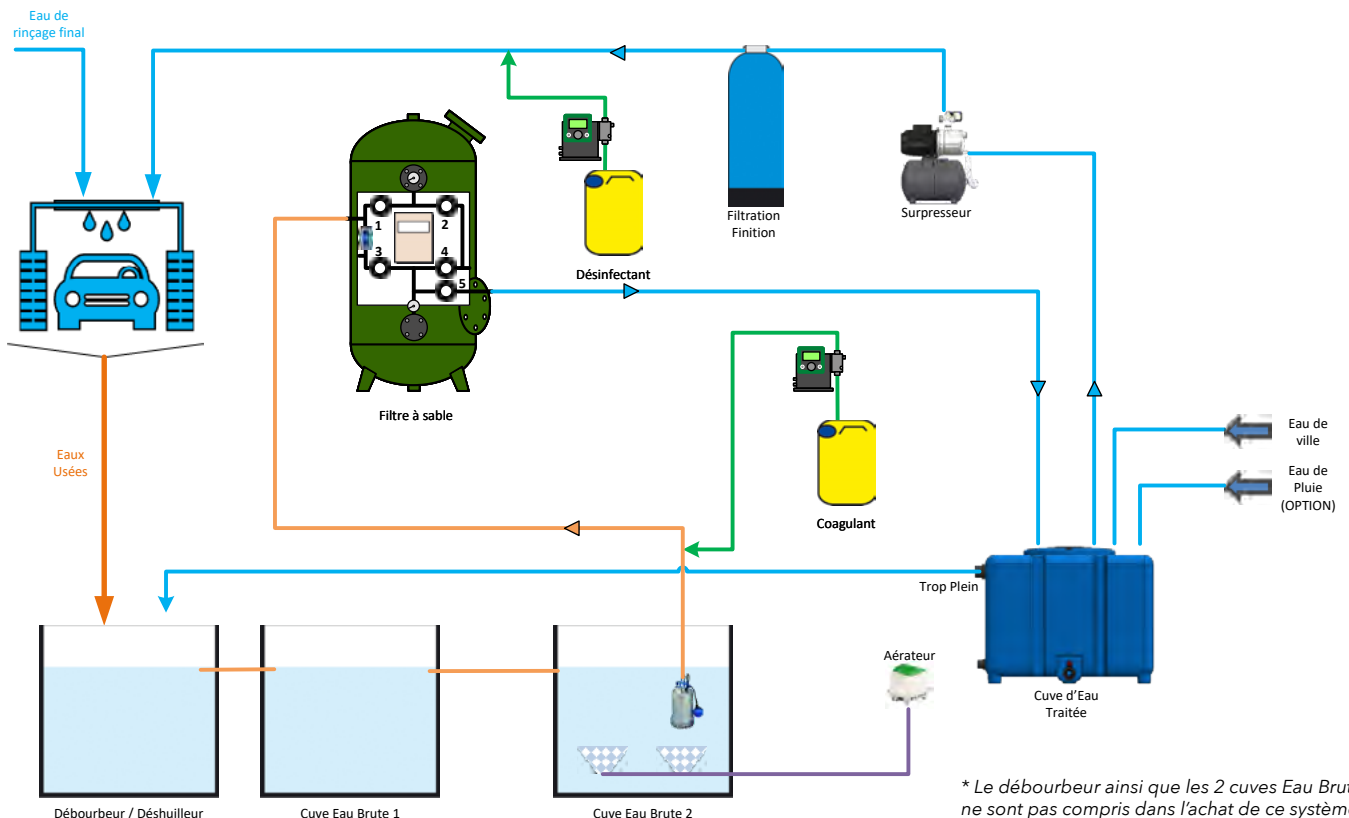 Eau de
rinçage final
Filtration
Finition
Surpresseur
Désinfectant
1
2
3
4
5
Filtre à sable
Eaux
Usées
Coagulant
Eau de
ville
Eau de
Pluie
(OPTION)
Trop Plein
Aérateur
Cuve d’Eau
Traitée
Débourbeur / Déshuilleur
Cuve Eau Brute 1
Cuve Eau Brute 2
* Le débourbeur ainsi que les 2 cuves Eau Brut
ne sont pas compris dans l’achat de ce système